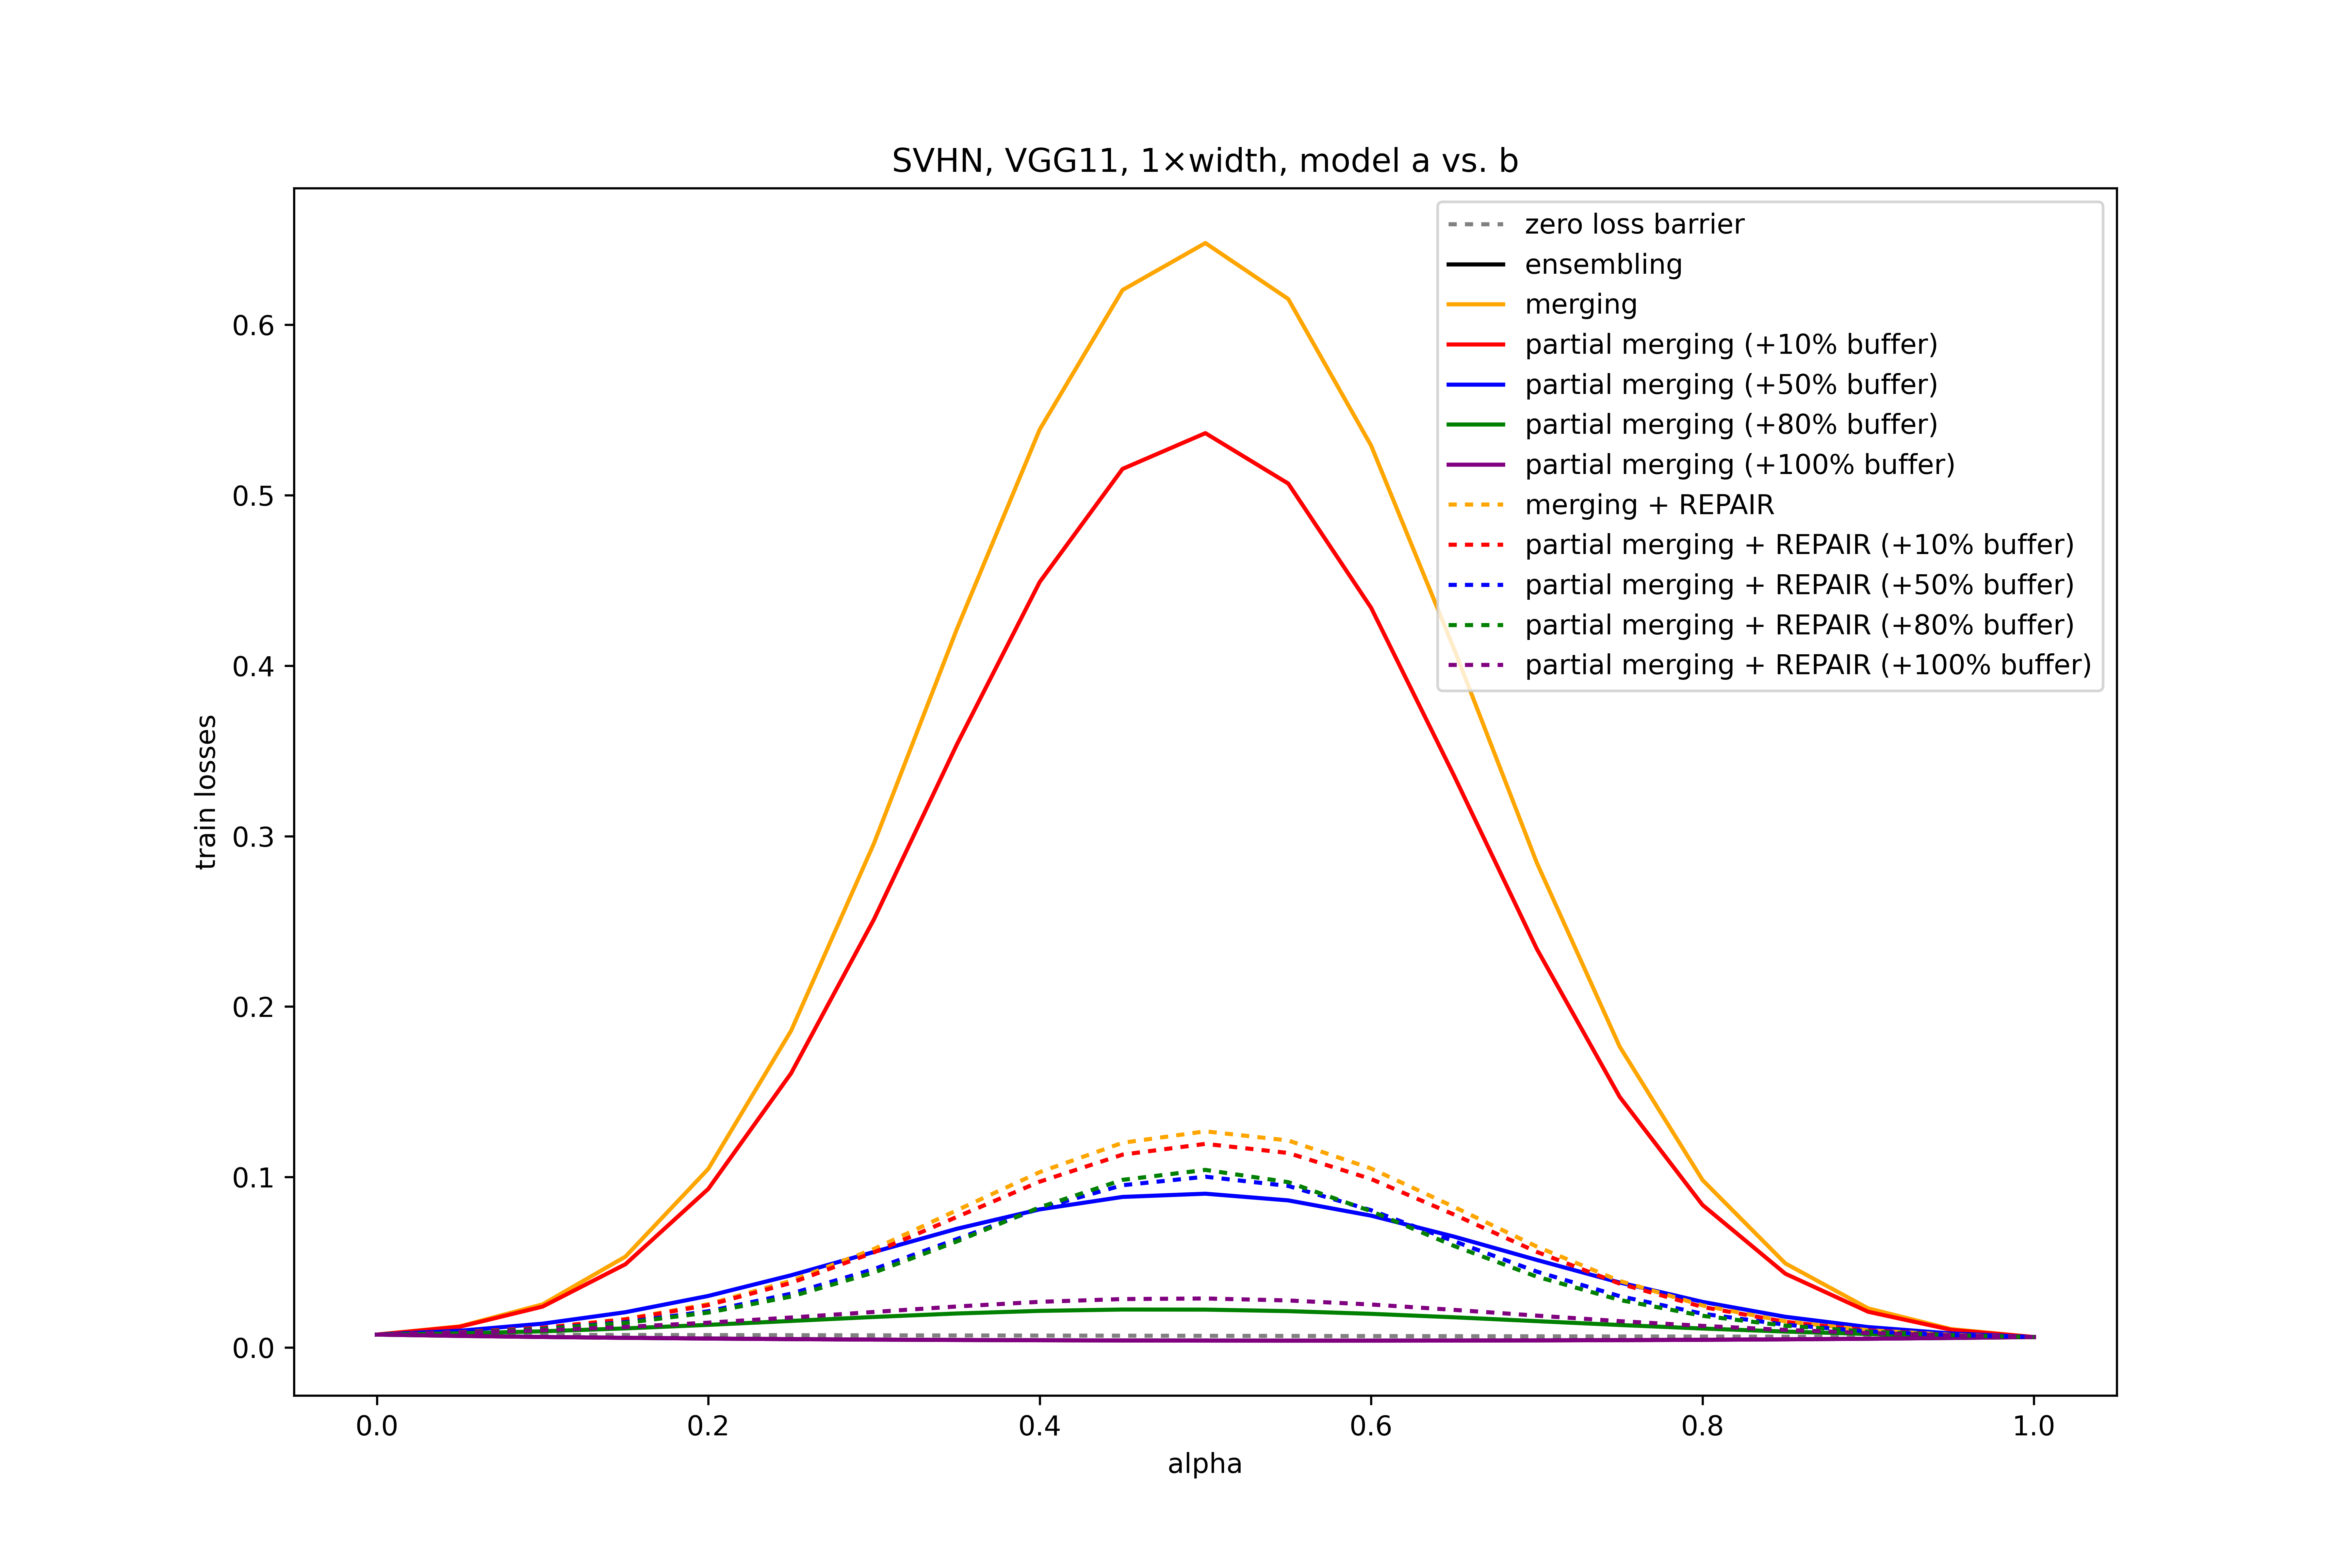 SVHN, VGG11, 1×width, model a vs. b
zero loss barrier
ensembling
merging
partial merging (+10% buffer)
partial merging (+50% buffer)
partial merging (+80% buffer)
partial merging (+100% buffer)
merging + REPAIR
partial merging + REPAIR (+10% buffer)
partial merging + REPAIR (+50% buffer)
partial merging + REPAIR (+80% buffer)
partial merging + REPAIR (+100% buffer)
train losses
0.6
0.5
0.4
0.3
0.2
0.1
0.0
0.0 0.2 0.4 0.6 0.8 1.0
alpha